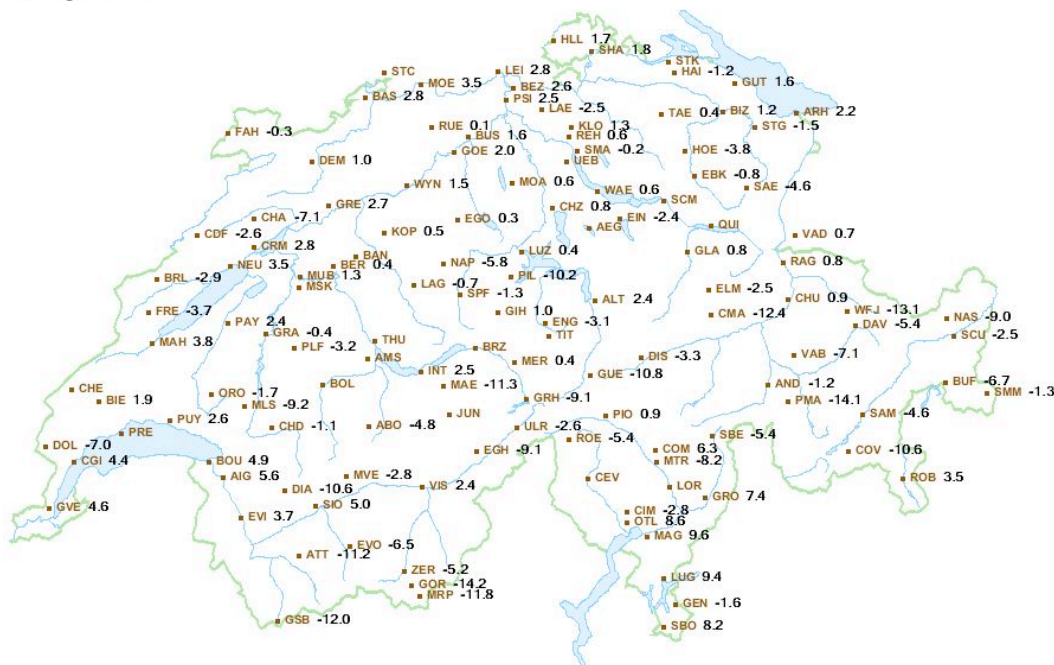 HLL 1.7
SHA 1.8
STK
HAI -1.2
GUT 1.6
STC
MOE 3.5
LEI 2.8
BEZ 2.6
BAS 2.8
PSI 2.5
LAE -2.5
TAE 0.4
BIZ 1.2
ARH 2.2
STG -1.5
FAH -0.3
RUE 0.1
BUS 1.6
KLO 1.3
REH 0.6
SMA -0.2
UEB
HOE -3.8
GOE 2.0
DEM 1.0
EBK -0.8
SAE -4.6
WYN 1.5
MOA 0.6
WAE 0.6
SCM
GRE 2.7
CHZ 0.8
EIN -2.4
AEG
QUI
CHA -7.1
EGO 0.3
CDF -2.6
KOP 0.5
VAD 0.7
CRM 2.8
LUZ 0.4
GLA 0.8
BAN
NEU 3.5
BER 0.4
NAP -5.8
RAG 0.8
BRL -2.9
MUB 1.3
MSK
PIL -10.2
LAG -0.7
SPF -1.3
ELM -2.5
ALT 2.4
CHU 0.9
FRE -3.7
GIH 1.0
CMA -12.4
WFJ -13.1
NAS -9.0
PAY 2.4
GRA -0.4
ENG -3.1
TIT
DAV -5.4
SCU -2.5
MAH 3.8
PLF -3.2
THU
BRZ
AMS
MER 0.4
DIS -3.3
VAB -7.1
INT 2.5
GUE -10.8
CHE
BOL
MAE -11.3
AND -1.2
BUF -6.7
SMM -1.3
BIE 1.9
ORO -1.7
MLS -9.2
GRH -9.1
PMA -14.1
PUY 2.6
JUN
PIO 0.9
SAM -4.6
PRE
CHD -1.1
ABO -4.8
ULR -2.6
ROE -5.4
SBE -5.4
DOL -7.0
EGH -9.1
COM 6.3
COV -10.6
CGI 4.4
BOU 4.9
MTR -8.2
AIG 5.6
MVE -2.8
CEV
ROB 3.5
DIA -10.6
VIS 2.4
LOR
GRO 7.4
GVE 4.6
SIO 5.0
CIM -2.8
EVI 3.7
OTL 8.6
MAG 9.6
EVO -6.5
ATT -11.2
ZER -5.2
LUG 9.4
GOR -14.2
MRP -11.8
GEN -1.6
GSB -12.0
SBO 8.2